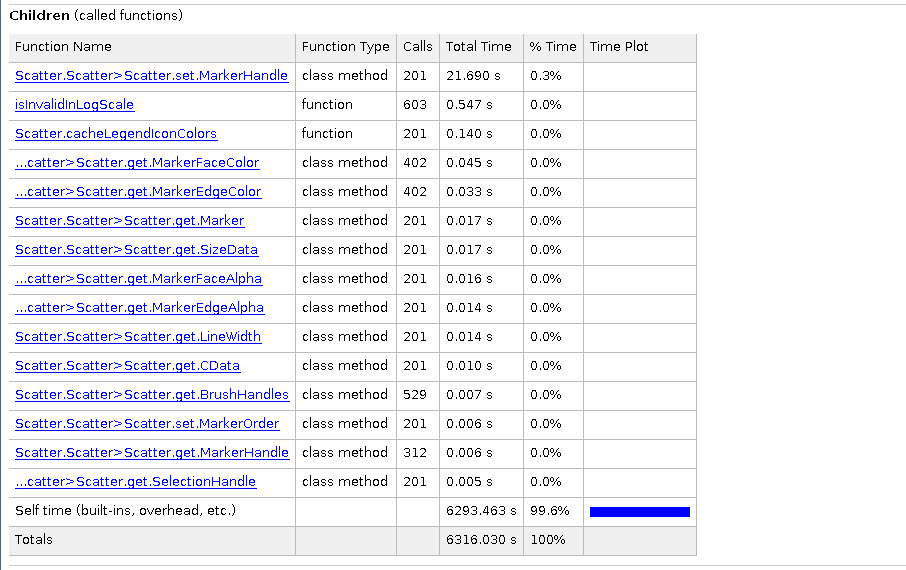 Children (called functions)
Function Name Function Type Calls Total Time % Time Time Plot
Scatter.Scatter>Scatter.set.MarkerHandle class method 201 21.690 s 0.3%
isInvalidInLogScale function 603 0.547 s 0.0%
Scatter.cacheLegendIconColors function 201 0.140 s 0.0%
...catter>Scatter.get.MarkerFaceColor class method 402 0.045 s 0.0%
...catter>Scatter.get.MarkerEdgeColor class method 402 0.033 s 0.0%
Scatter.Scatter>Scatter.get.Marker class method 201 0.017 s 0.0%
Scatter.Scatter>Scatter.get.SizeData class method 201 0.017 s 0.0%
...catter>Scatter.get.MarkerFaceAlpha class method 201 0.016 s 0.0%
...catter>Scatter.get.MarkerEdgeAlpha class method 201 0.014 s 0.0%
Scatter.Scatter>Scatter.get.LineWidth class method 201 0.014 s 0.0%
Scatter.Scatter>Scatter.get.CData class method 201 0.010 s 0.0%
Scatter.Scatter>Scatter.get.BrushHandles class method 529 0.007 s 0.0%
Scatter.Scatter>Scatter.set.MarkerOrder class method 201 0.006 s 0.0%
Scatter.Scatter>Scatter.get.MarkerHandle class method 312 0.006 s 0.0%
...catter>Scatter.get.SelectionHandle class method 201 0.005 s 0.0%
Self time (built-ins, overhead, etc.) 6293.463 s 99.6%
Totals 6316.030 s 100%